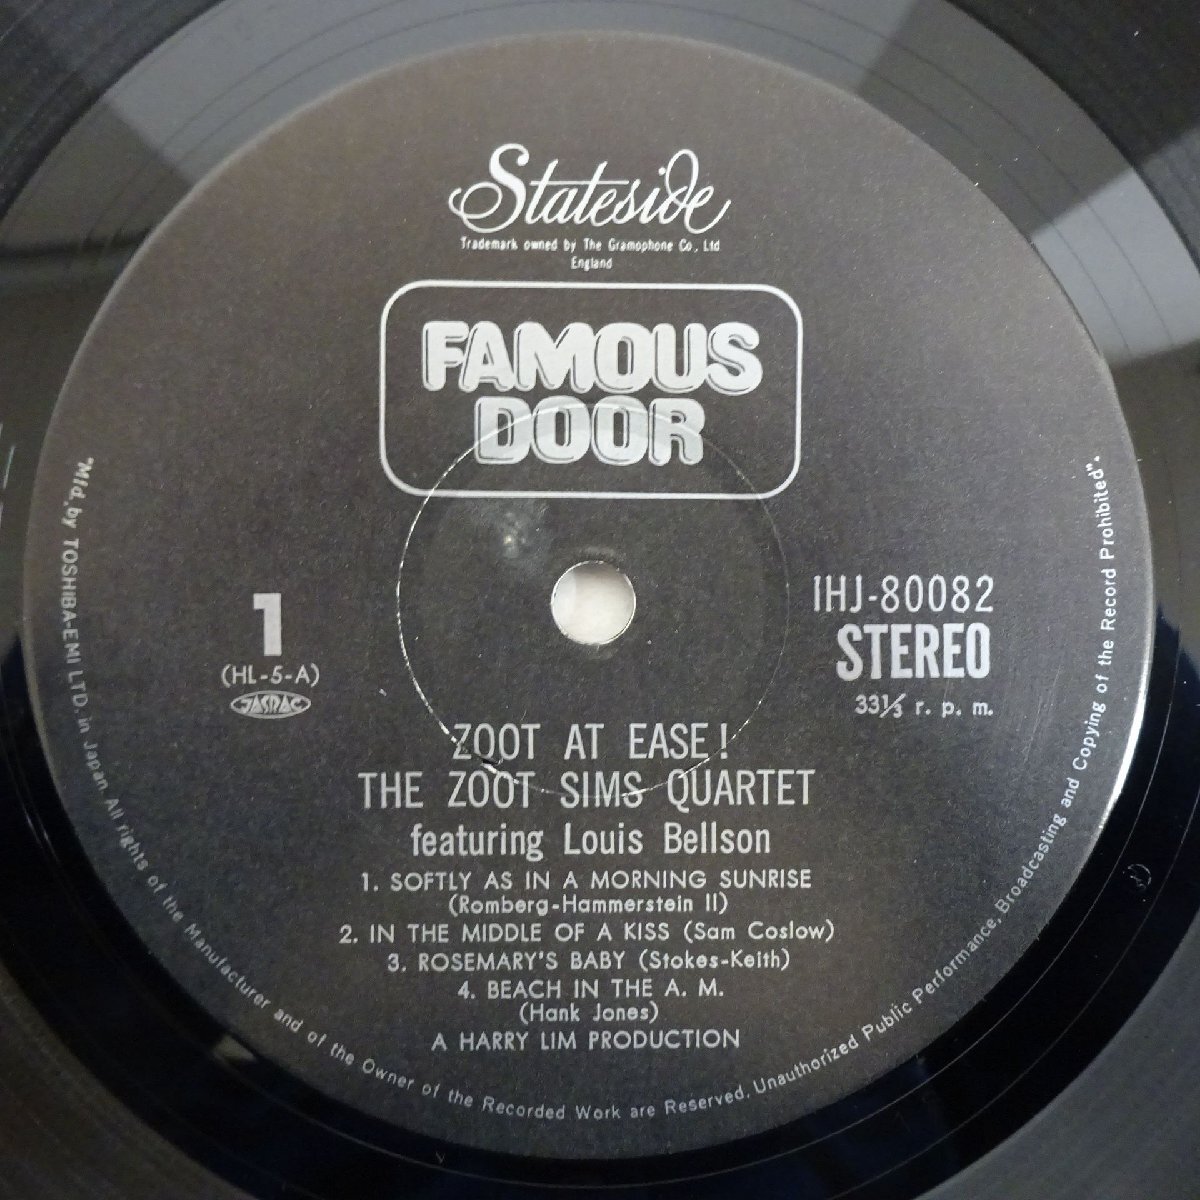 Stateside
Trademark owned by The Gramophone Co., Ltd
England
FAMOUS
DOOR
1
(HL-5-A)
JASRAC
IHJ-80082
STEREO
33⅓ r. p. m.
ZOOT AT EASE!
THE ZOOT SIMS QUARTET
featuring Louis Bellson
1. SOFTLY AS IN A MORNING SUNRISE
(Romberg-Hammerstein II)
2. IN THE MIDDLE OF A KISS (Sam Coslow)
3. ROSEMARY'S BABY (Stokes-Keith)
4. BEACH IN THE A. M.
(Hank Jones)
A HARRY LIM PRODUCTION
"Mfd. by TOSHIBA-EMI LTD. in Japan All rights of the Manufacturer and of the Owner of the Recorded Work are Reserved. Unauthorized Public Performance, Broadcasting and Copying of the Record Prohibited".